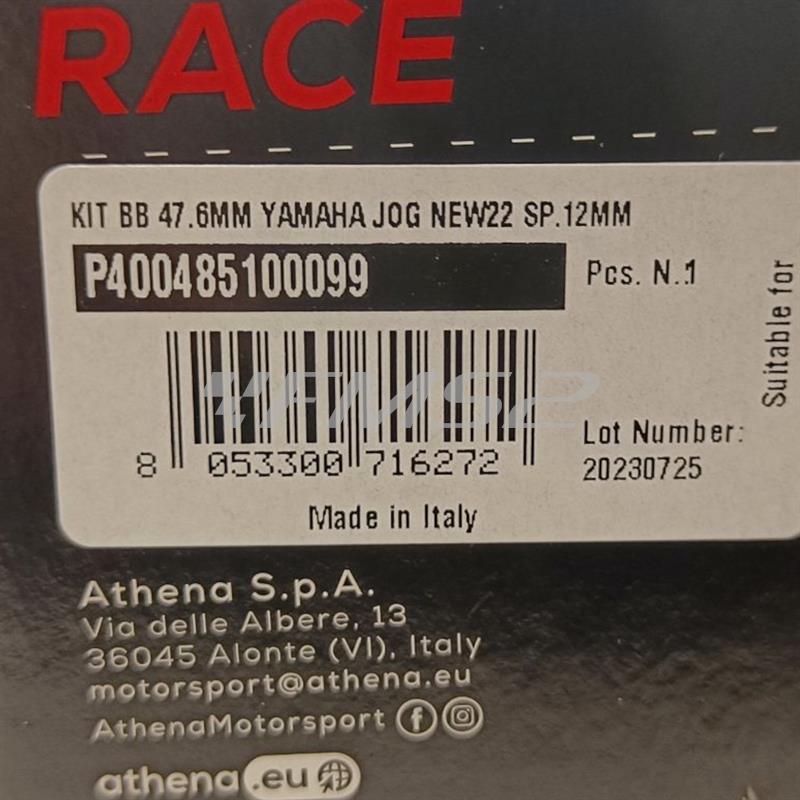 RACE
KIT BB 47.6MM YAMAHA JOG NEW22 SP.12MM
P400485100099
Pcs. N.:1
Suitable for
FMS2
8 053300 716272
Lot Number:
20230725
Made in Italy
Athena S.p.A.
Via delle Albere, 13
36045 Alonte (VI), Italy
motorsport@athena.eu
AthenaMotorsport
athena.eu